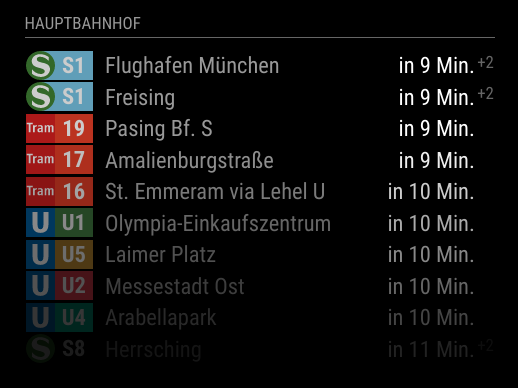 HAUPTBAHNHOF
S S1 Flughafen München in 9 Min. +2
S S1 Freising in 9 Min. +2
Tram 19 Pasing Bf. S in 9 Min.
Tram 17 Amalienburgstraße in 9 Min.
Tram 16 St. Emmeram via Lehel U in 10 Min.
U U1 Olympia-Einkaufszentrum in 10 Min.
U U5 Laimer Platz in 10 Min.
U U2 Messestadt Ost in 10 Min.
U U4 Arabellapark in 10 Min.
S S8 Herrsching in 11 Min. +2